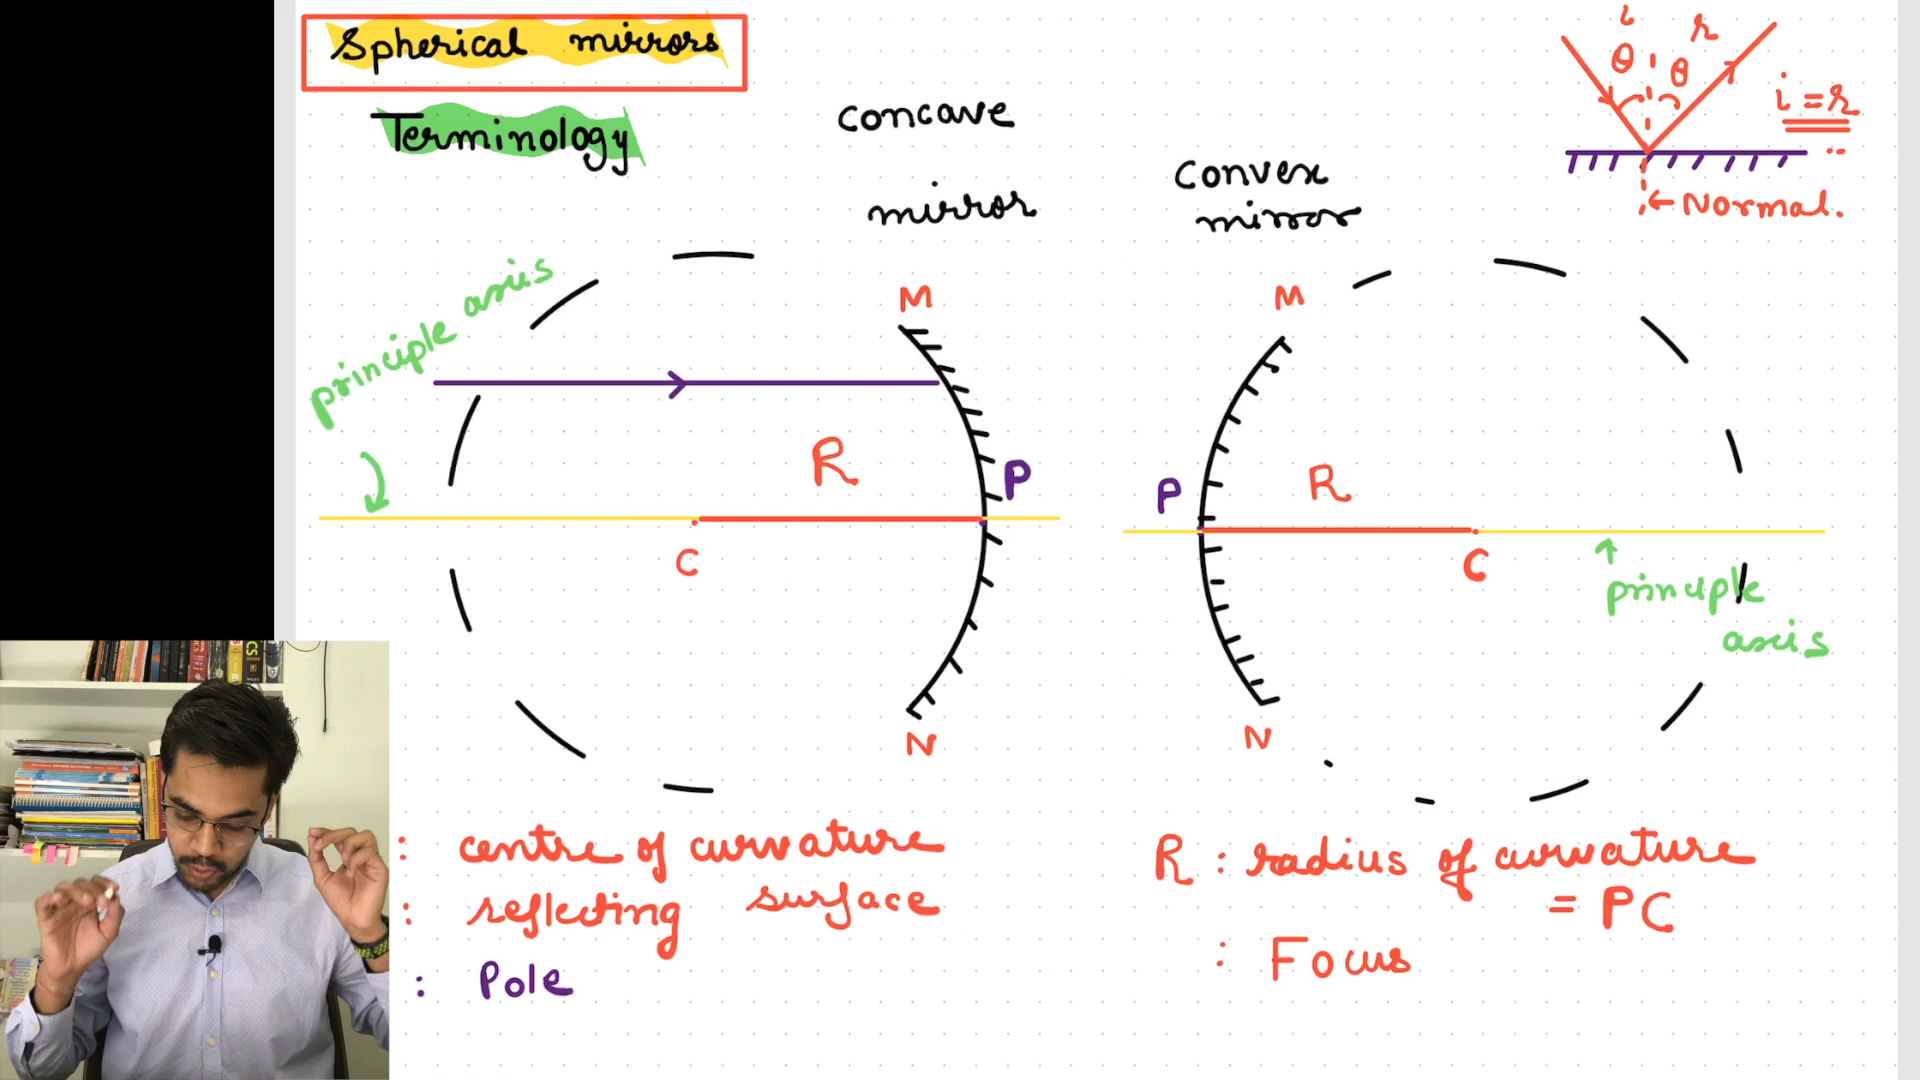 Spherical mirrors
Terminology
concave
mirror
convex
mirror
i
r
θ
θ
i = r
← Normal.
principle axis
M
R
P
C
N
M
P
R
C
principle
axis
N
: centre of curvature
: reflecting surface
: Pole
R : radius of curvature
= PC
: Focus